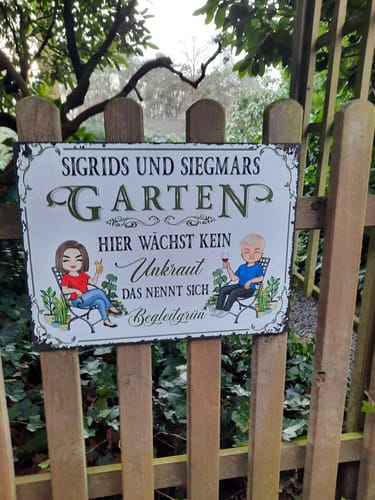 SIGRIDS UND SIEGMARS
GARTEN
HIER WÄCHST KEIN
Unkraut
DAS NENNT SICH
Begleitgrün